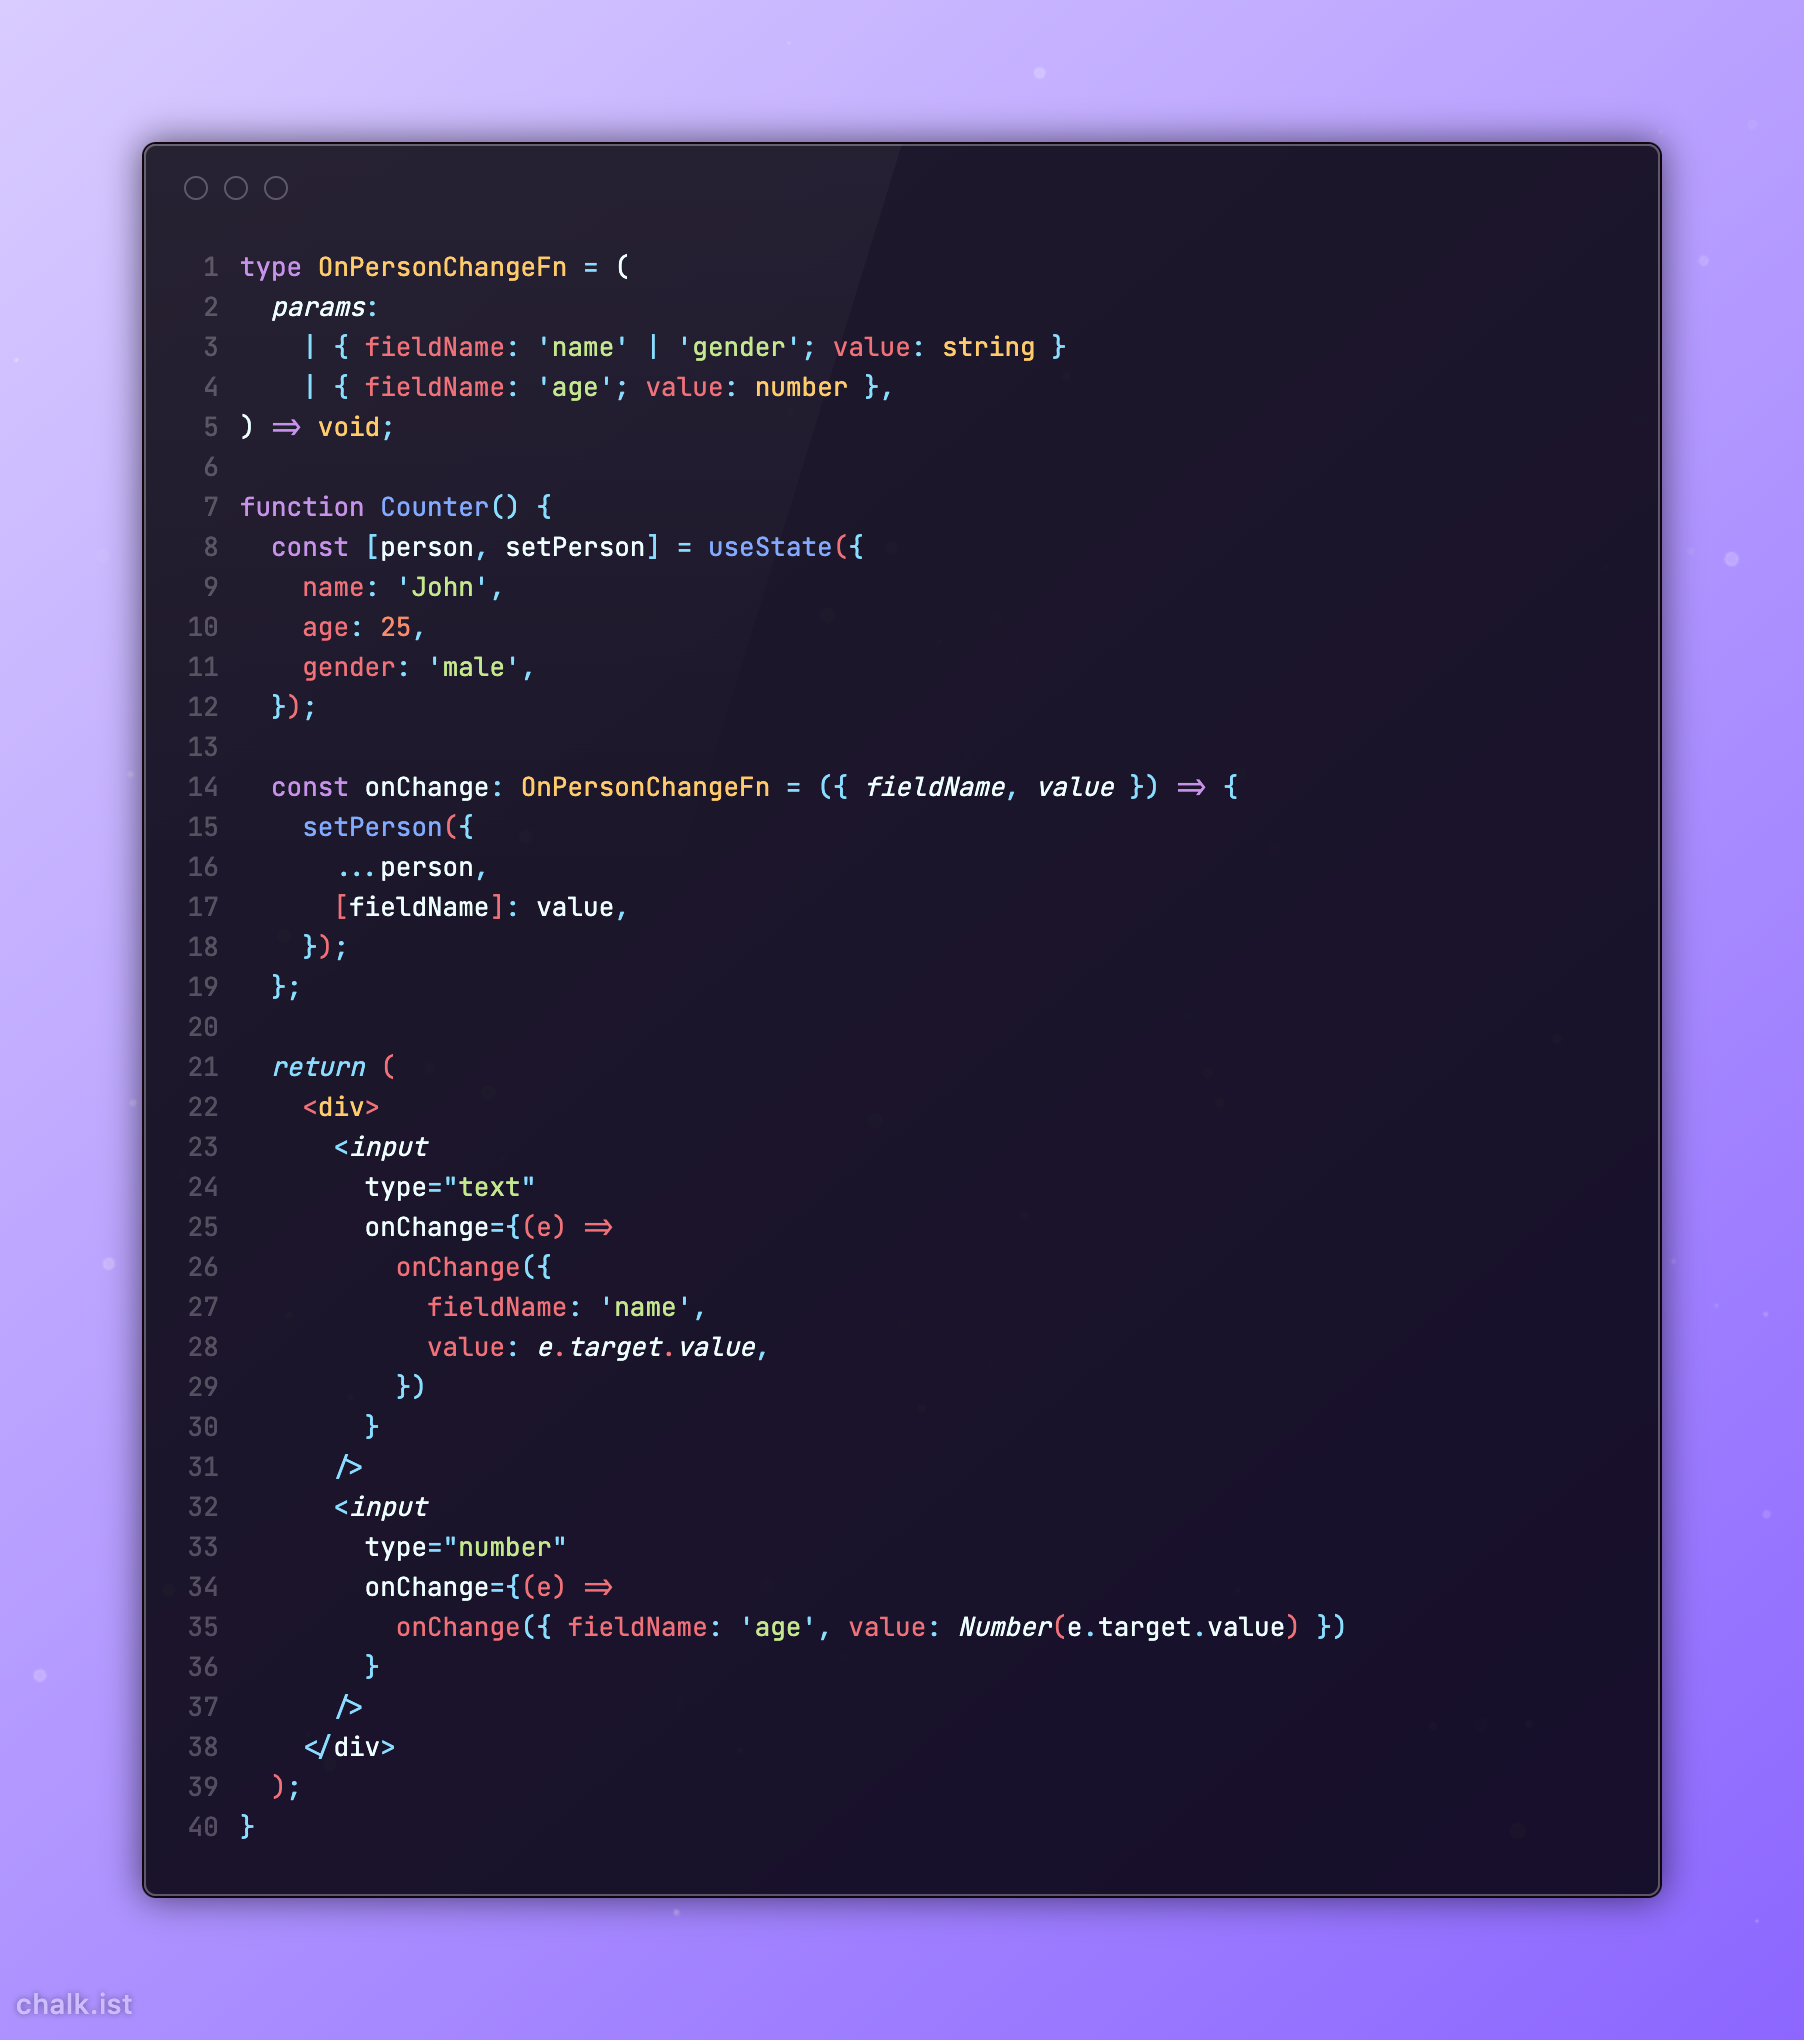 1 type OnPersonChangeFn = (
2   params:
3     | { fieldName: 'name' | 'gender'; value: string }
4     | { fieldName: 'age'; value: number },
5 ) => void;
6
7 function Counter() {
8   const [person, setPerson] = useState({
9     name: 'John',
10     age: 25,
11     gender: 'male',
12   });
13
14   const onChange: OnPersonChangeFn = ({ fieldName, value }) => {
15     setPerson({
16       ...person,
17       [fieldName]: value,
18     });
19   };
20
21   return (
22     <div>
23       <input
24         type="text"
25         onChange={(e) =>
26           onChange({
27             fieldName: 'name',
28             value: e.target.value,
29           })
30         }
31       />
32       <input
33         type="number"
34         onChange={(e) =>
35           onChange({ fieldName: 'age', value: Number(e.target.value) })
36         }
37       />
38     </div>
39   );
40 }
chalk.ist